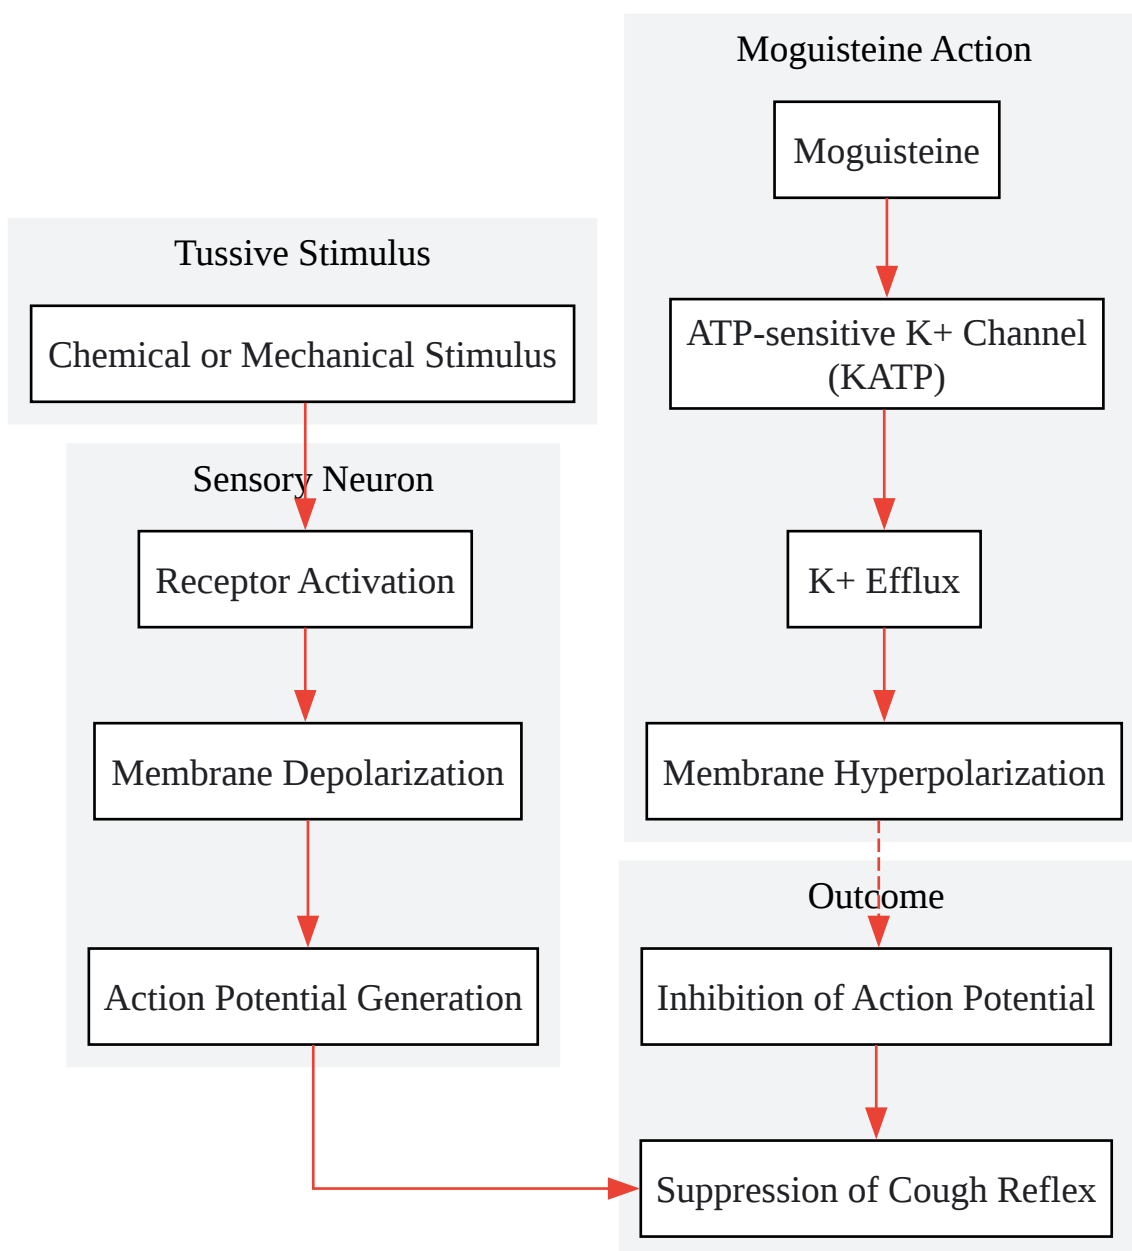 Moguisteine Action
Moguisteine
Tussive Stimulus
Chemical or Mechanical Stimulus
ATP-sensitive K+ Channel
(KATP)
Sensory Neuron
Receptor Activation
K+ Efflux
Membrane Depolarization
Membrane Hyperpolarization
Outcome
Action Potential Generation
Inhibition of Action Potential
Suppression of Cough Reflex